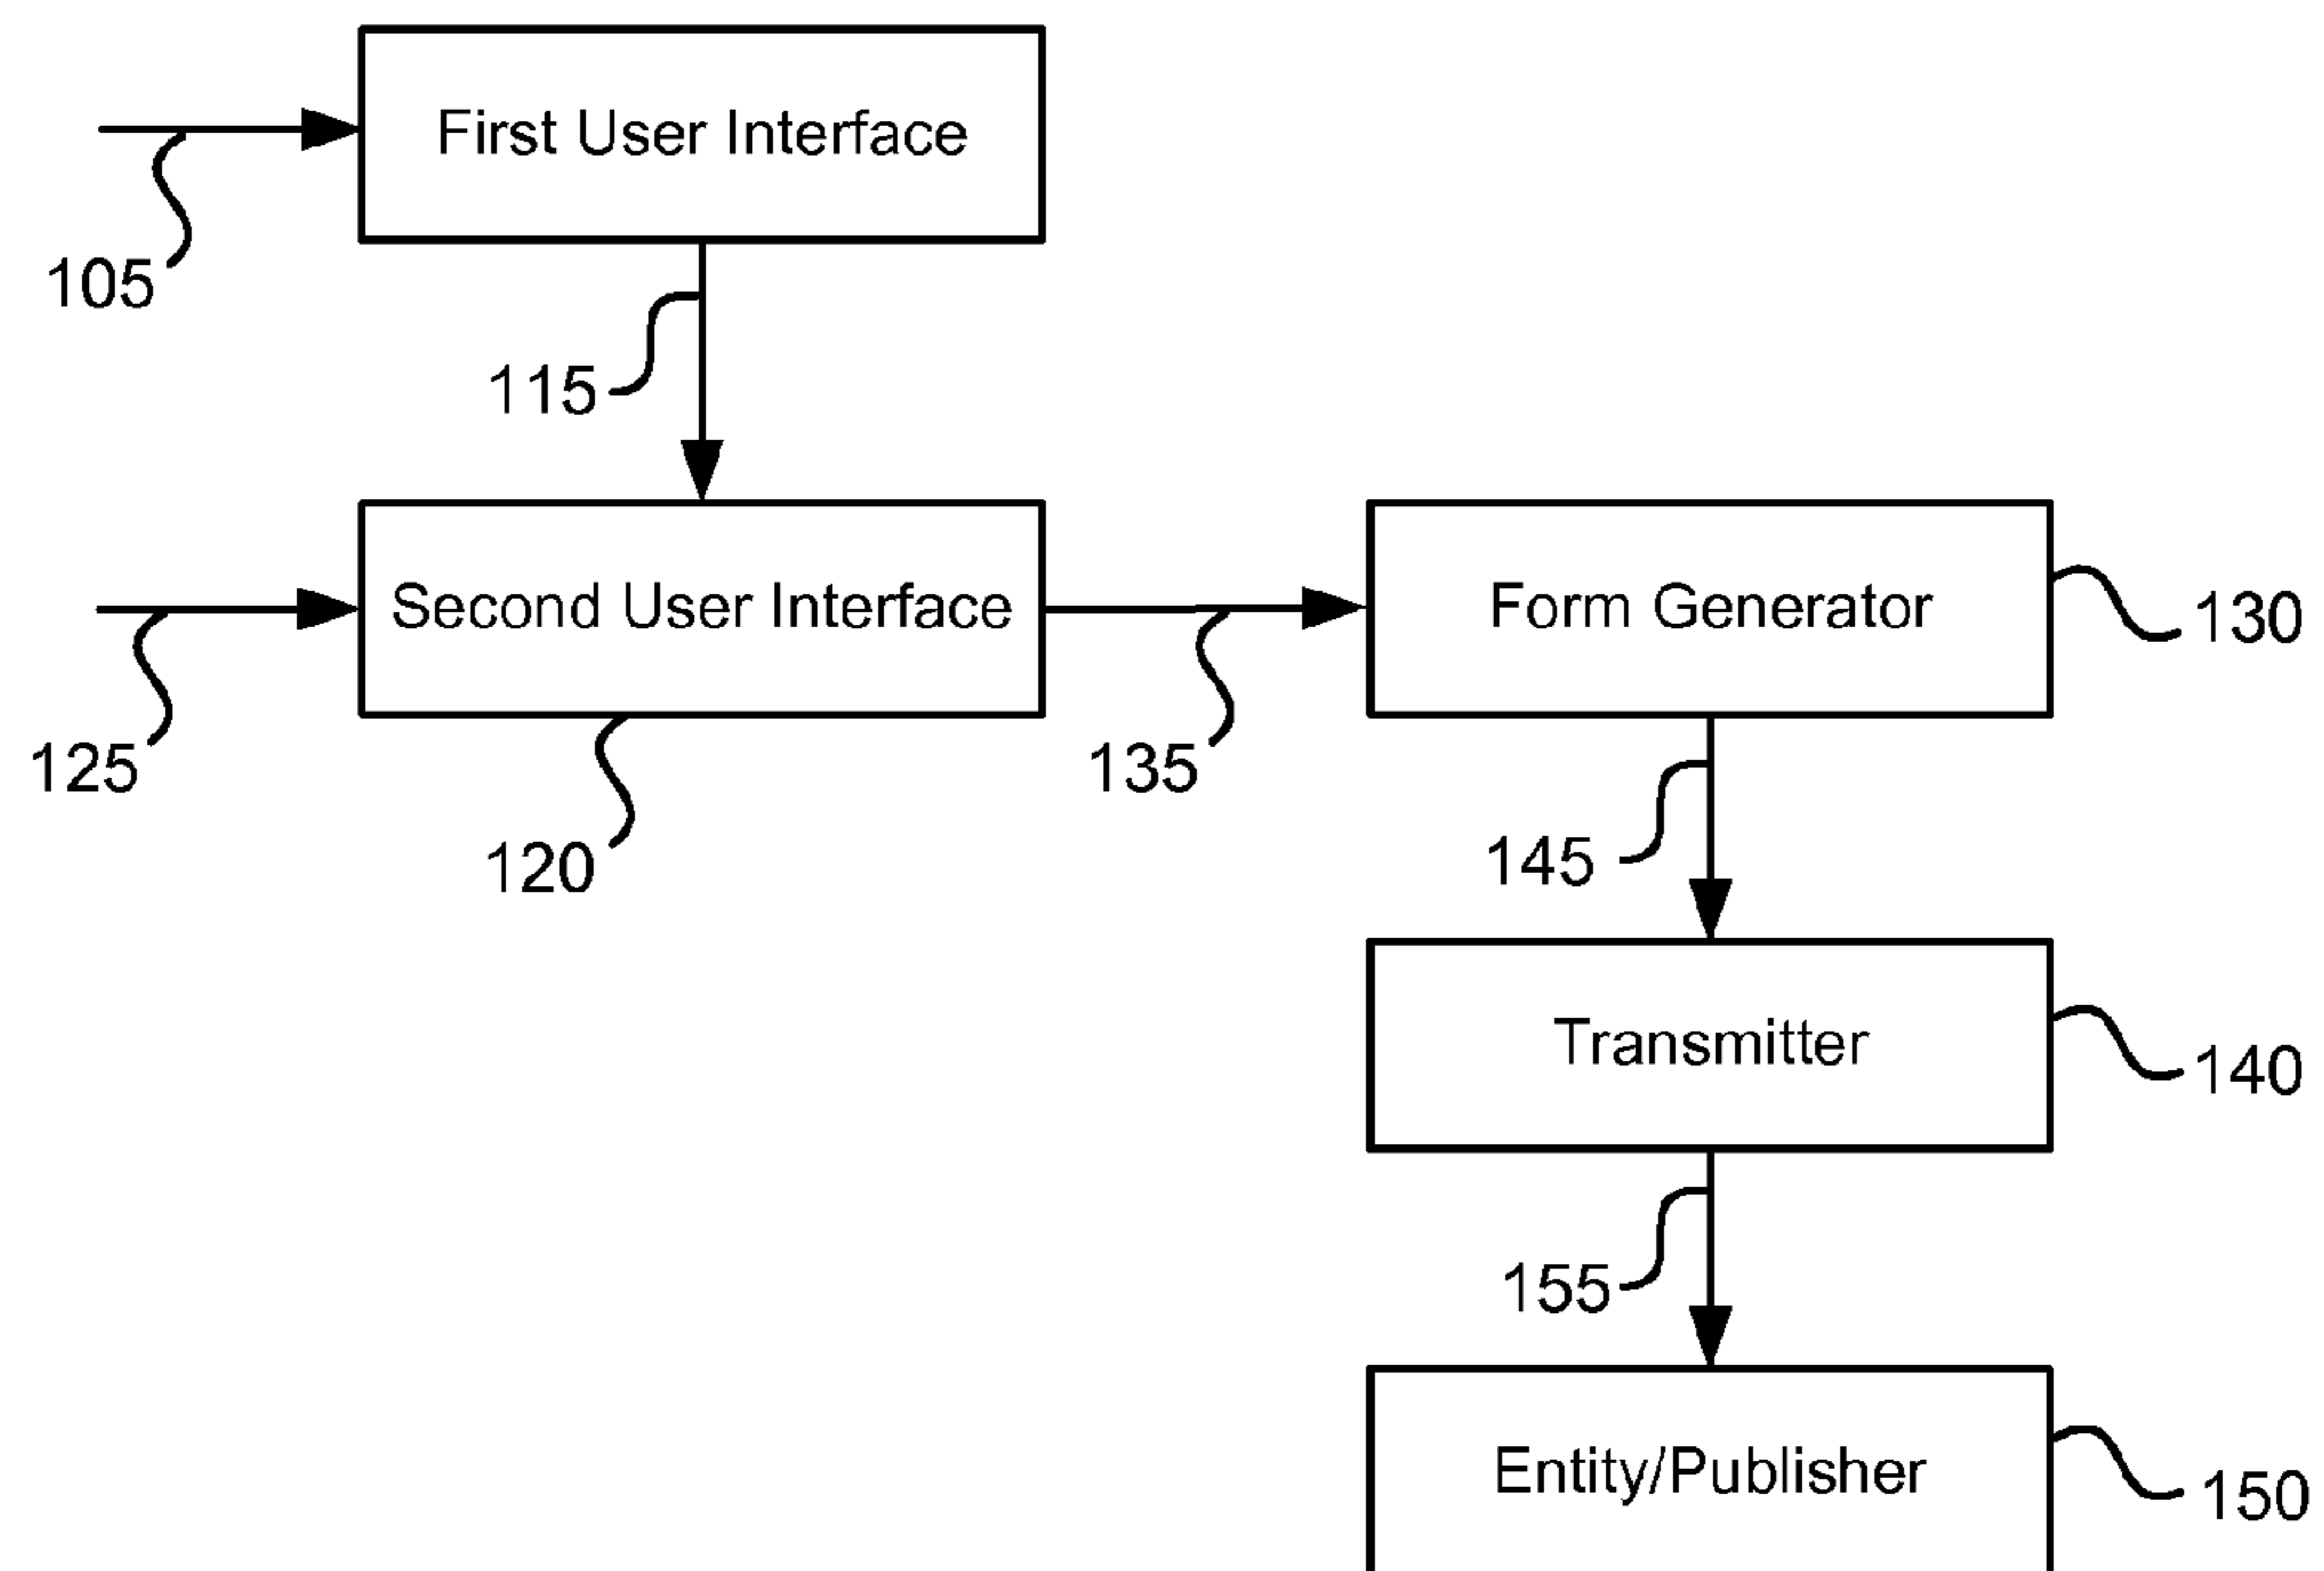 First User Interface
105
115
Second User Interface
Form Generator
130
125
135
120
145
Transmitter
140
155
Entity/Publisher
150